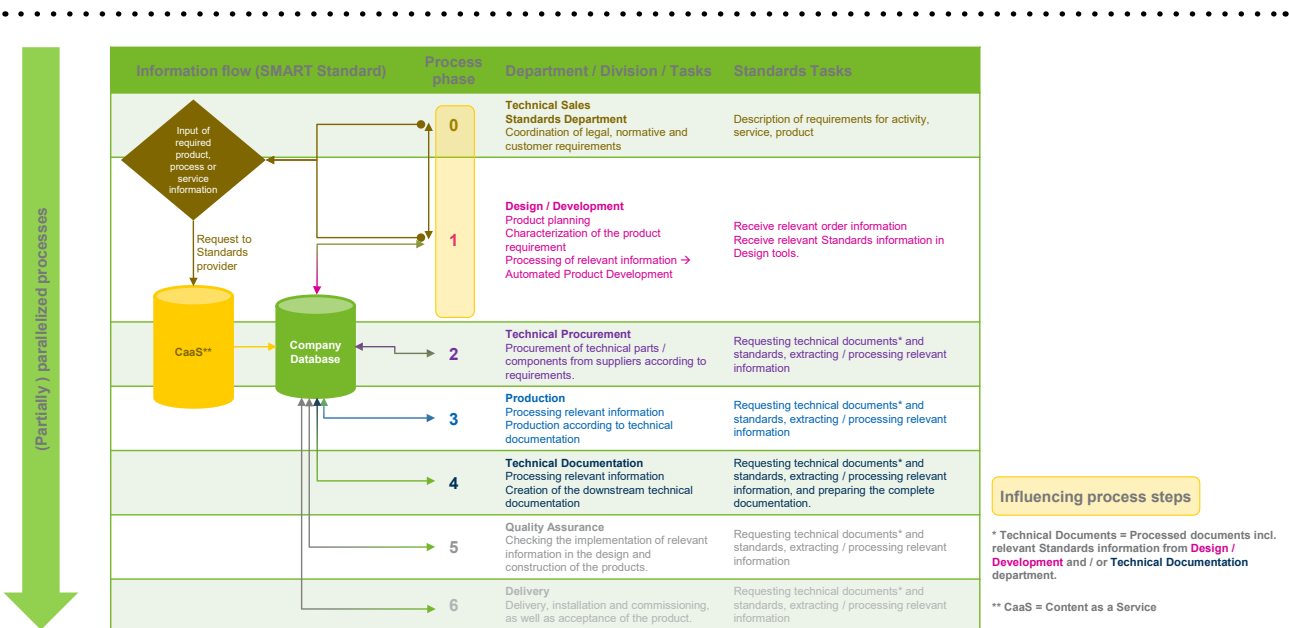 Information flow (SMART Standard)
Process
phase
Department / Division / Tasks
Standards Tasks
Input of
required
product,
process or
service
information
0
Technical Sales
Standards Department
Coordination of legal, normative and
customer requirements
Description of requirements for activity,
service, product
(Partially ) parallelized processes
Request to
Standards
provider
1
Design / Development
Product planning
Characterization of the product
requirement
Processing of relevant information →
Automated Product Development
Receive relevant order information
Receive relevant Standards information in
Design tools.
CaaS**
Company
Database
2
Technical Procurement
Procurement of technical parts /
components from suppliers according to
requirements.
Requesting technical documents* and
standards, extracting / processing relevant
information
3
Production
Processing relevant information
Production according to technical
documentation
Requesting technical documents* and
standards, extracting / processing relevant
information
4
Technical Documentation
Processing relevant information
Creation of the downstream technical
documentation
Requesting technical documents* and
standards, extracting / processing relevant
information, and preparing the complete
documentation.
5
Quality Assurance
Checking the implementation of relevant
information in the design and
construction of the products.
Requesting technical documents* and
standards, extracting / processing relevant
information
6
Delivery
Delivery, installation and commissioning,
as well as acceptance of the product.
Requesting technical documents* and
standards, extracting / processing relevant
information
Influencing process steps
* Technical Documents = Processed documents incl.
relevant Standards information from Design /
Development and / or Technical Documentation
department.
** CaaS = Content as a Service